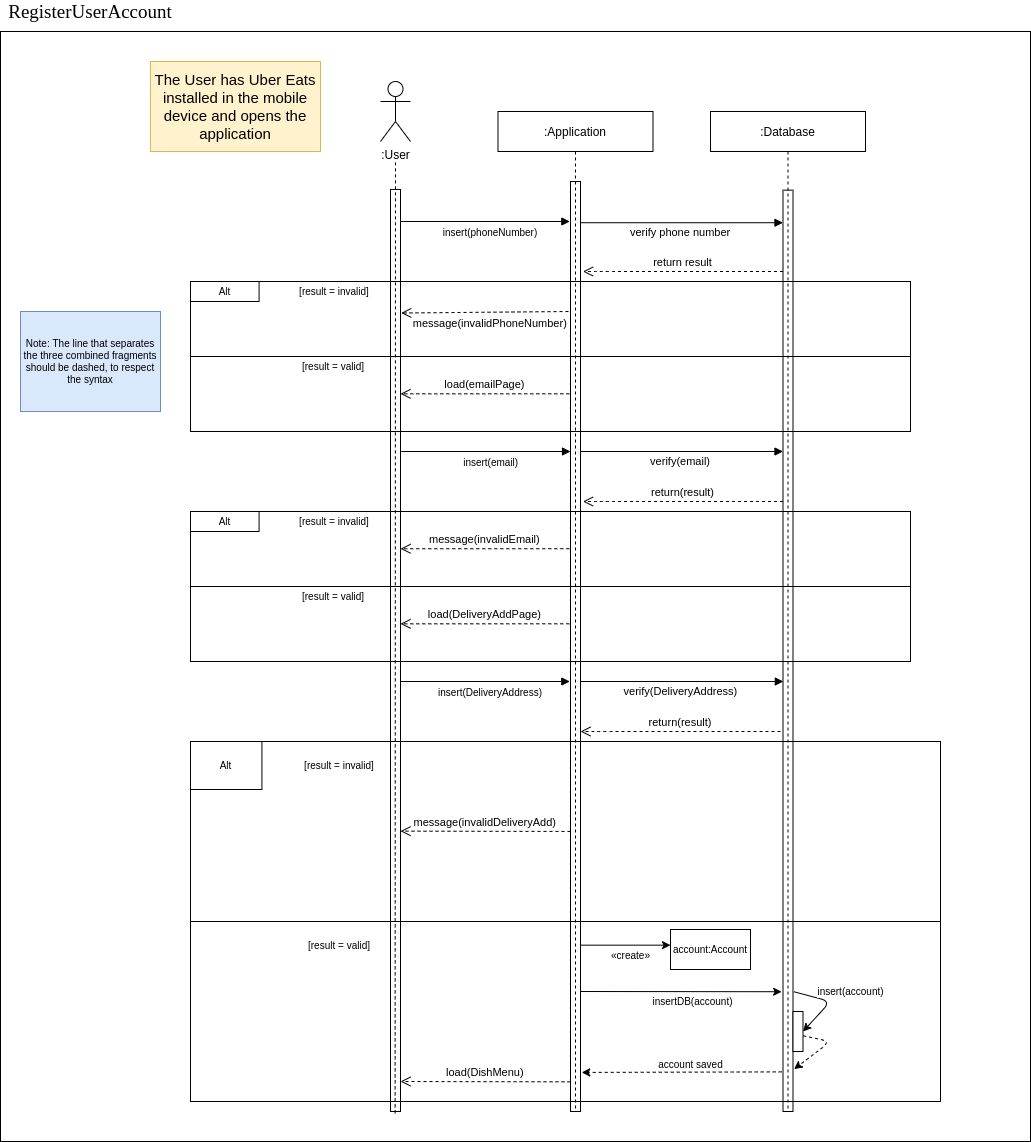 RegisterUserAccount
The User has Uber Eats
installed in the mobile
device and opens the
application
:User
:Application
:Database
insert(phoneNumber)
verify phone number
return result
Alt
[result = invalid]
message(invalidPhoneNumber)
Note: The line that separates
the three combined fragments
should be dashed, to respect
the syntax
[result = valid]
load(emailPage)
insert(email)
verify(email)
return(result)
Alt
[result = invalid]
message(invalidEmail)
[result = valid]
load(DeliveryAddPage)
insert(DeliveryAddress)
verify(DeliveryAddress)
return(result)
Alt
[result = invalid]
message(invalidDeliveryAdd)
[result = valid]
«create»
account:Account
insertDB(account)
insert(account)
account saved
load(DishMenu)